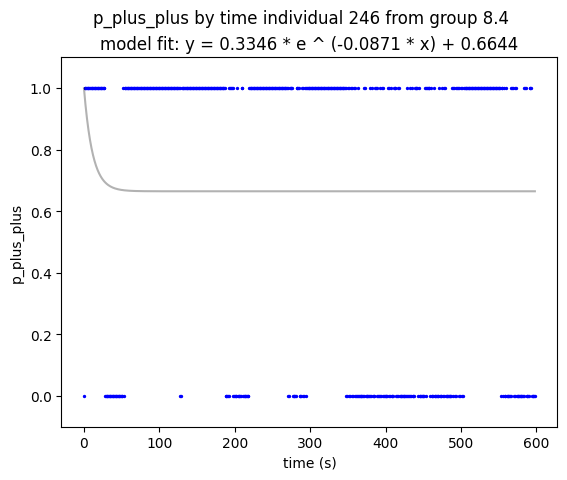 p_plus_plus by time individual 246 from group 8.4
model fit: y = 0.3346 * e ^ (-0.0871 * x) + 0.6644
1.0
0.8
0.6
0.4
0.2
0.0
p_plus_plus
0 100 200 300 400 500 600
time (s)